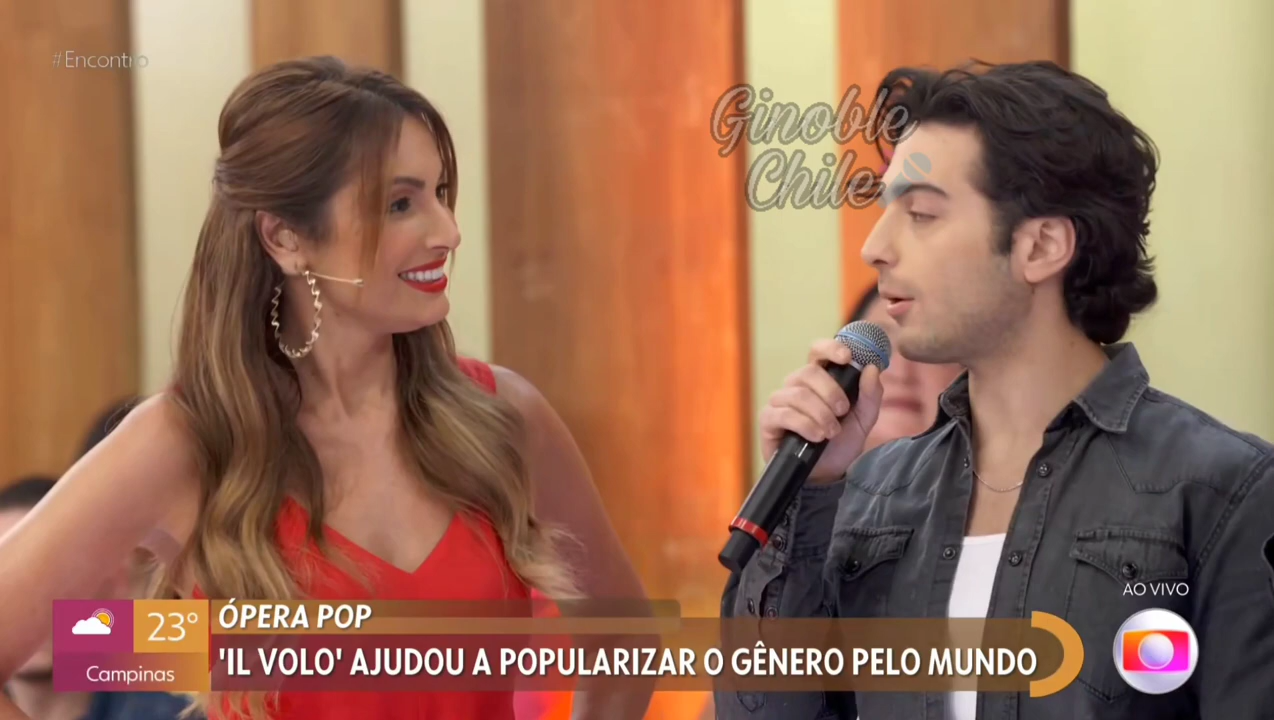 #Encontro
Ginoble
Chile
AO VIVO
23°
Campinas
ÓPERA POP
'IL VOLO' AJUDOU A POPULARIZAR O GÊNERO PELO MUNDO